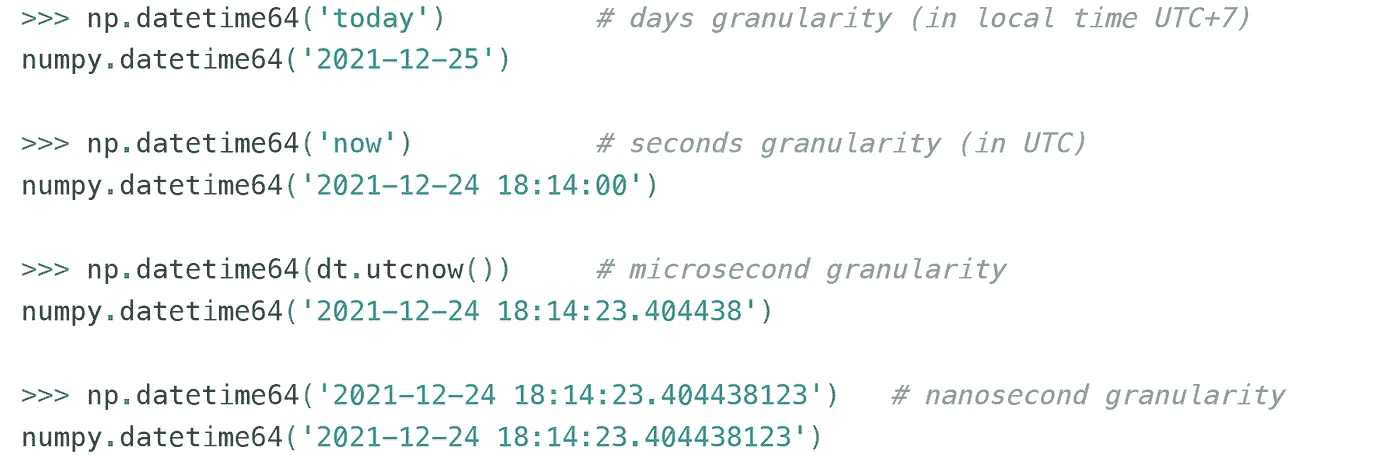 >>> np.datetime64('today')         # days granularity (in local time UTC+7)
numpy.datetime64('2021-12-25')
>>> np.datetime64('now')           # seconds granularity (in UTC)
numpy.datetime64('2021-12-24 18:14:00')
>>> np.datetime64(dt.utcnow())     # microsecond granularity
numpy.datetime64('2021-12-24 18:14:23.404438')
>>> np.datetime64('2021-12-24 18:14:23.404438123')   # nanosecond granularity
numpy.datetime64('2021-12-24 18:14:23.404438123')